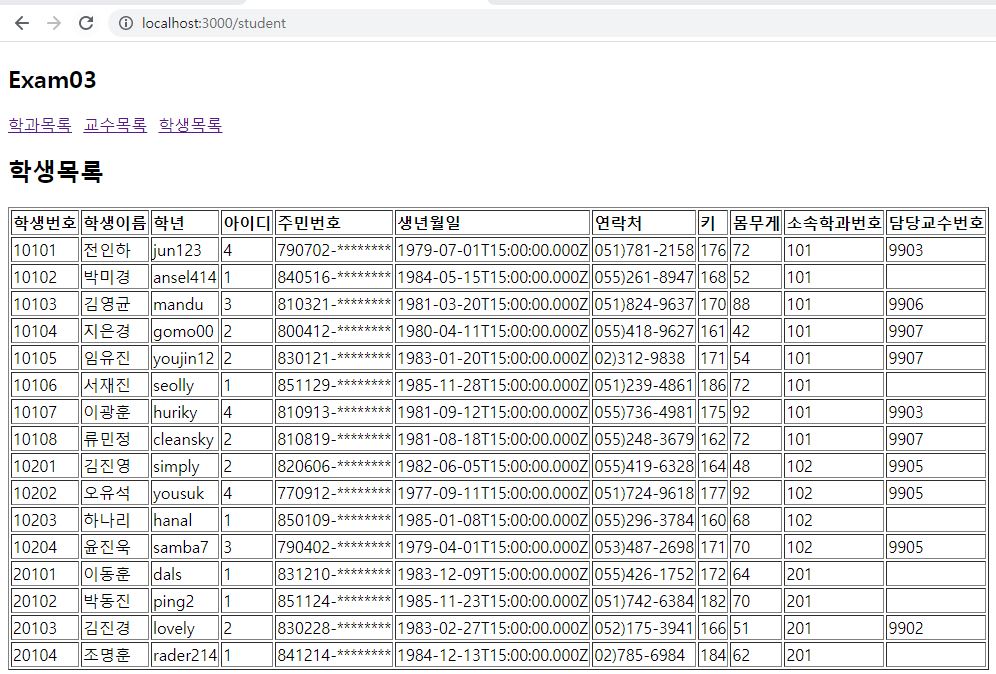 localhost:3000/student
Exam03
학과목록 교수목록 학생목록
학생목록
학생번호 학생이름 학년 아이디 주민번호 생년월일 연락처 키 몸무게 소속학과번호 담당교수번호
10101 전인하 jun123 4 790702-******** 1979-07-01T15:00:00.000Z 051)781-2158 176 72 101 9903
10102 박미경 ansel414 1 840516-******** 1984-05-15T15:00:00.000Z 055)261-8947 168 52 101
10103 김영균 mandu 3 810321-******** 1981-03-20T15:00:00.000Z 051)824-9637 170 88 101 9906
10104 지은경 gomo00 2 800412-******** 1980-04-11T15:00:00.000Z 055)418-9627 161 42 101 9907
10105 임유진 youjin12 2 830121-******** 1983-01-20T15:00:00.000Z 02)312-9838 171 54 101 9907
10106 서재진 seolly 1 851129-******** 1985-11-28T15:00:00.000Z 051)239-4861 186 72 101
10107 이광훈 huriky 4 810913-******** 1981-09-12T15:00:00.000Z 055)736-4981 175 92 101 9903
10108 류민정 cleansky 2 810819-******** 1981-08-18T15:00:00.000Z 055)248-3679 162 72 101 9907
10201 김진영 simply 2 820606-******** 1982-06-05T15:00:00.000Z 055)419-6328 164 48 102 9905
10202 오유석 yousuk 4 770912-******** 1977-09-11T15:00:00.000Z 051)724-9618 177 92 102 9905
10203 하나리 hanal 1 850109-******** 1985-01-08T15:00:00.000Z 055)296-3784 160 68 102
10204 윤진욱 samba7 3 790402-******** 1979-04-01T15:00:00.000Z 053)487-2698 171 70 102 9905
20101 이동훈 dals 1 831210-******** 1983-12-09T15:00:00.000Z 055)426-1752 172 64 201
20102 박동진 ping2 1 851124-******** 1985-11-23T15:00:00.000Z 051)742-6384 182 70 201
20103 김진경 lovely 2 830228-******** 1983-02-27T15:00:00.000Z 052)175-3941 166 51 201 9902
20104 조명훈 rader214 1 841214-******** 1984-12-13T15:00:00.000Z 02)785-6984 184 62 201